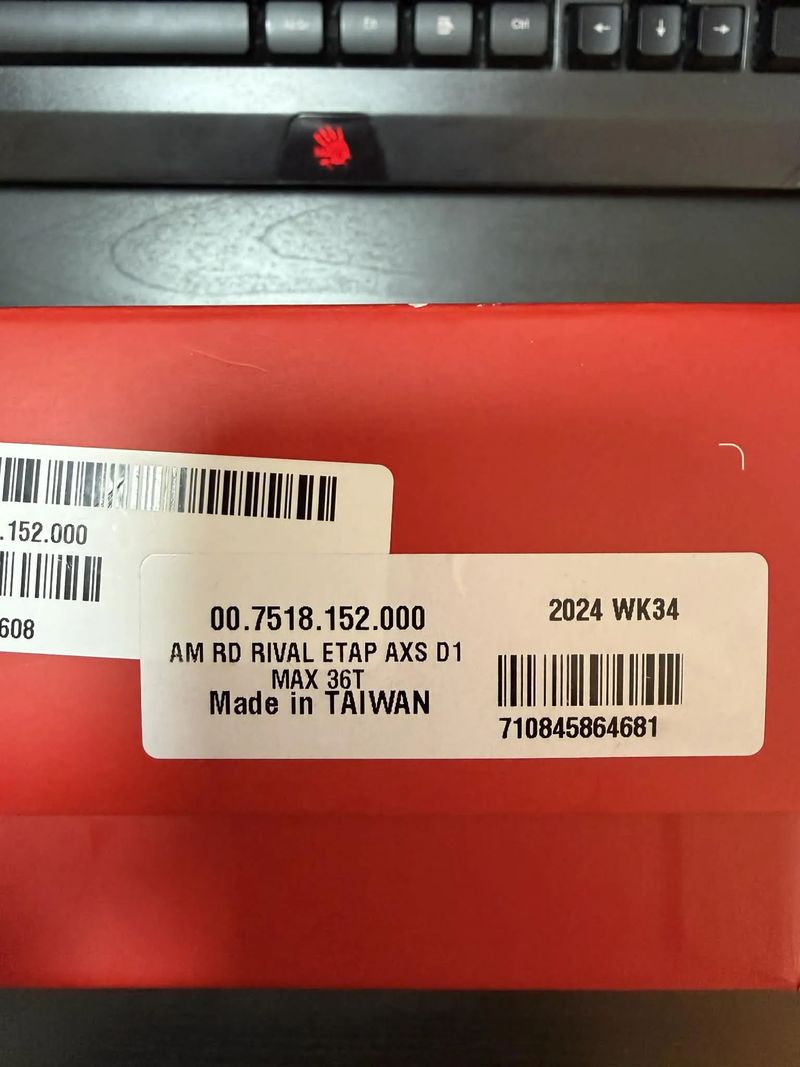 Ctrl
.152.000
608
00.7518.152.000
AM RD RIVAL ETAP AXS D1
MAX 36T
Made in TAIWAN
2024 WK34
710845864681